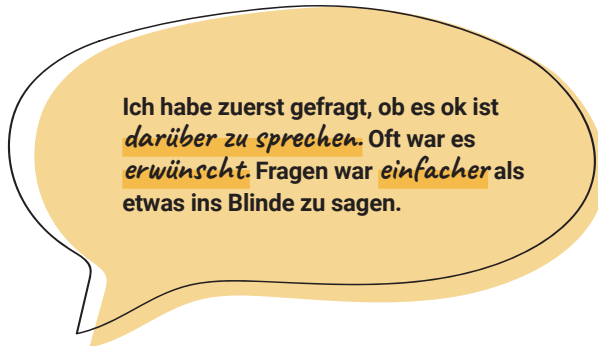 Ich habe zuerst gefragt, ob es ok ist
darüber zu sprechen. Oft war es
erwünscht. Fragen war einfacher als
etwas ins Blinde zu sagen.